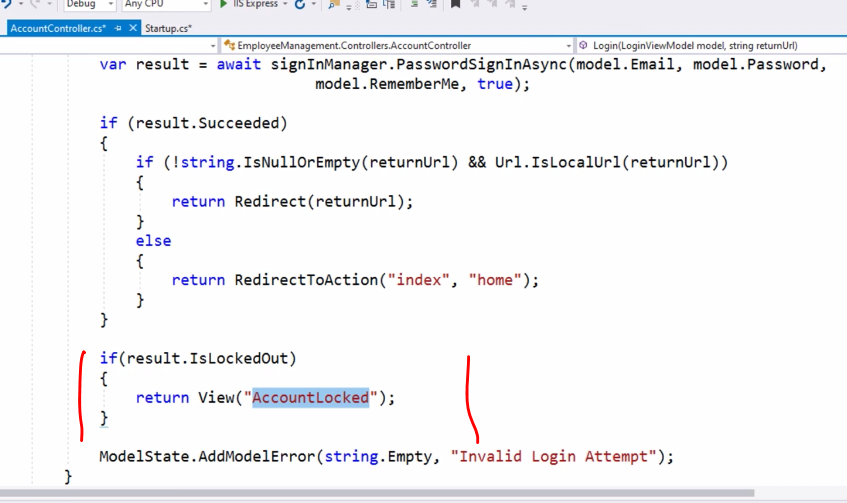 Debug Any CPU IIS Express
AccountController.cs* Startup.cs*
EmployeeManagement.Controllers.AccountController Login(LoginViewModel model, string returnUrl)
var result = await signInManager.PasswordSignInAsync(model.Email, model.Password,
model.RememberMe, true);
if (result.Succeeded)
{
if (!string.IsNullOrEmpty(returnUrl) && Url.IsLocalUrl(returnUrl))
{
return Redirect(returnUrl);
}
else
{
return RedirectToAction("index", "home");
}
}
if(result.IsLockedOut)
{
return View("AccountLocked");
}
ModelState.AddModelError(string.Empty, "Invalid Login Attempt");
}